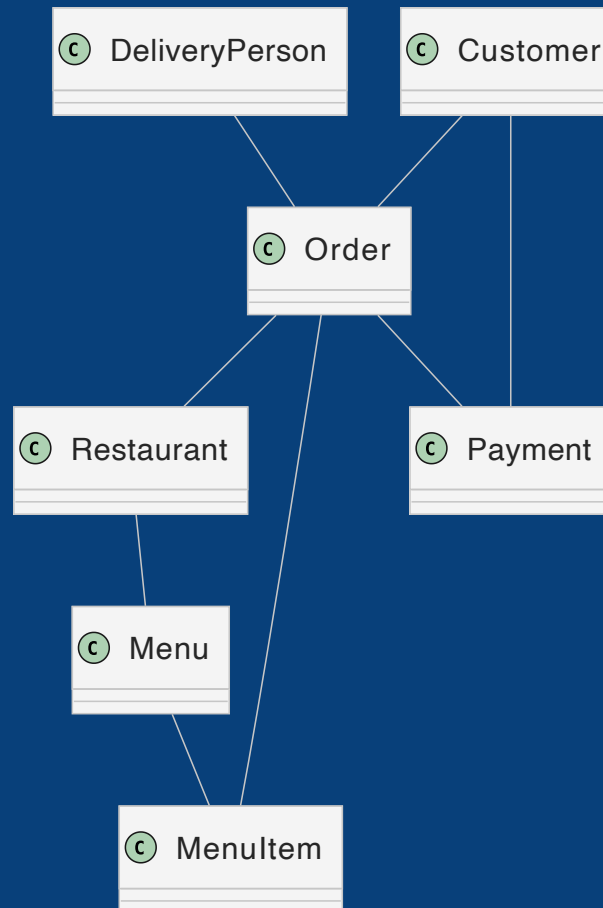 C DeliveryPerson
C Customer
C Order
C Restaurant
C Payment
C Menu
C MenuItem